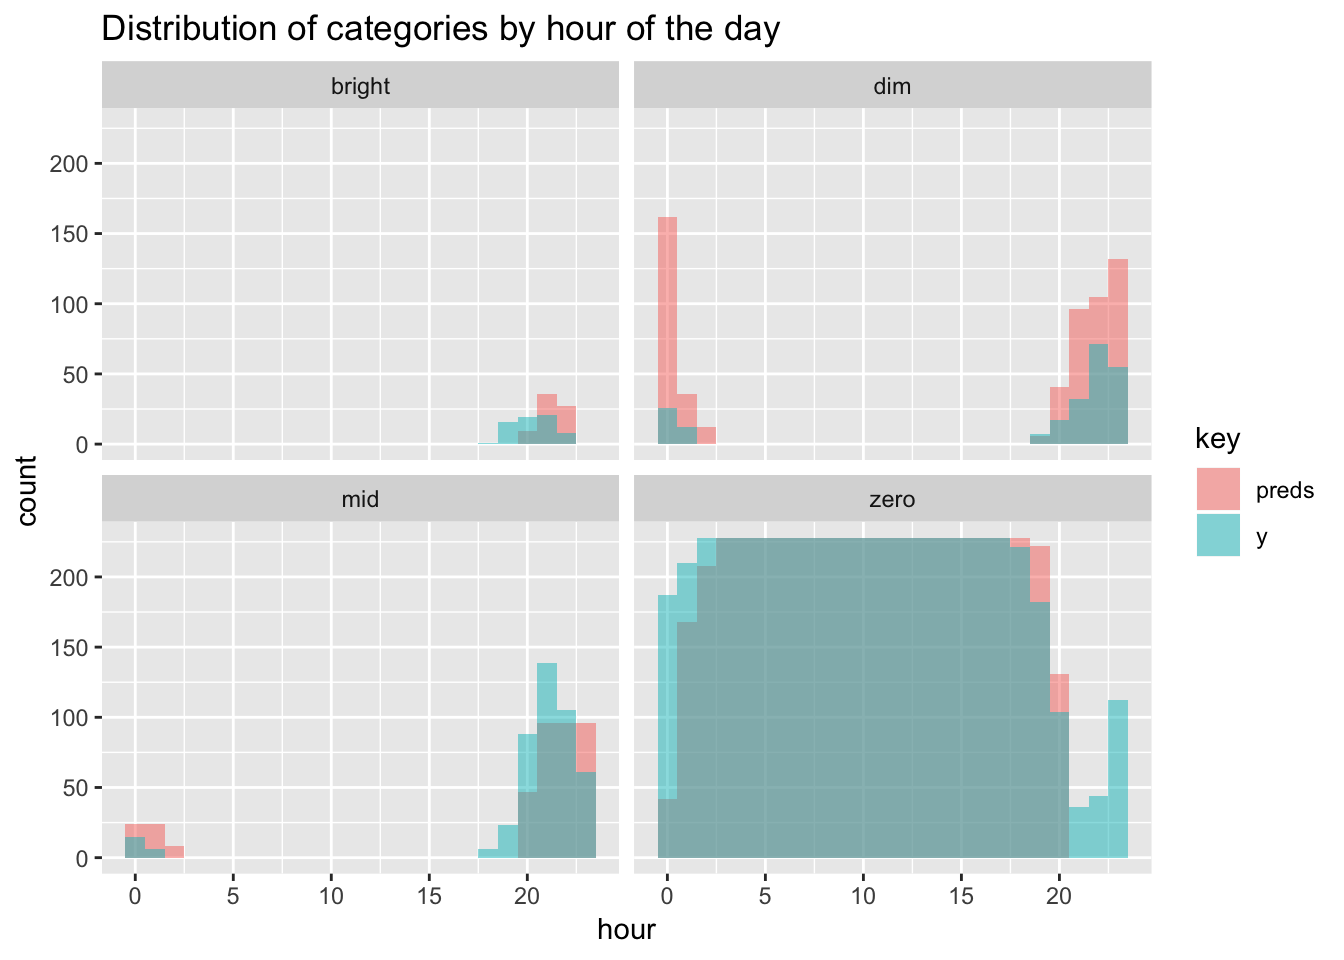 Distribution of categories by hour of the day
bright
dim
200
150
100
50
0
mid
zero
200
150
100
50
0
0 5 10 15 20
0 5 10 15 20
hour
count
key
preds
y